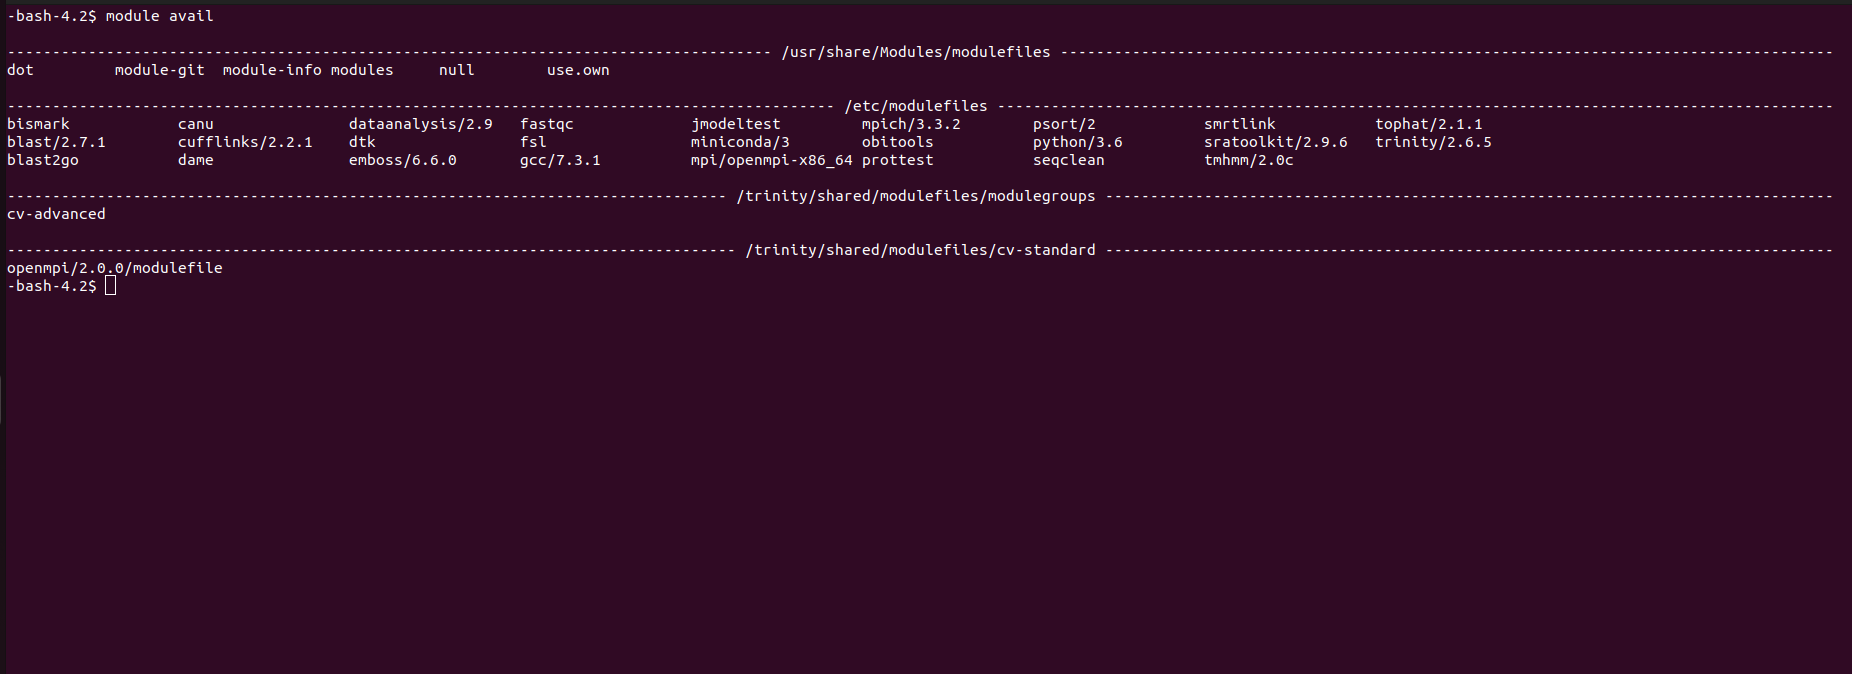 -bash-4.2$ module avail
------------------------------------------------------------------------------------- /usr/share/Modules/modulefiles --------------------------------------------------------------------------------------
dot         module-git  module-info modules     null        use.own
-------------------------------------------------------------------------------------------- /etc/modulefiles ---------------------------------------------------------------------------------------------
bismark            canu               dataanalysis/2.9   fastqc             jmodeltest         mpich/3.3.2        psort/2            smrtlink           tophat/2.1.1
blast/2.7.1        cufflinks/2.2.1    dtk                fsl                miniconda/3        obitools           python/3.6         sratoolkit/2.9.6   trinity/2.6.5
blast2go           dame               emboss/6.6.0       gcc/7.3.1          mpi/openmpi-x86_64 prottest           seqclean           tmhmm/2.0c
-------------------------------------------------------------------------------- /trinity/shared/modulefiles/modulegroups ---------------------------------------------------------------------------------
cv-advanced
--------------------------------------------------------------------------------- /trinity/shared/modulefiles/cv-standard ---------------------------------------------------------------------------------
openmpi/2.0.0/modulefile
-bash-4.2$